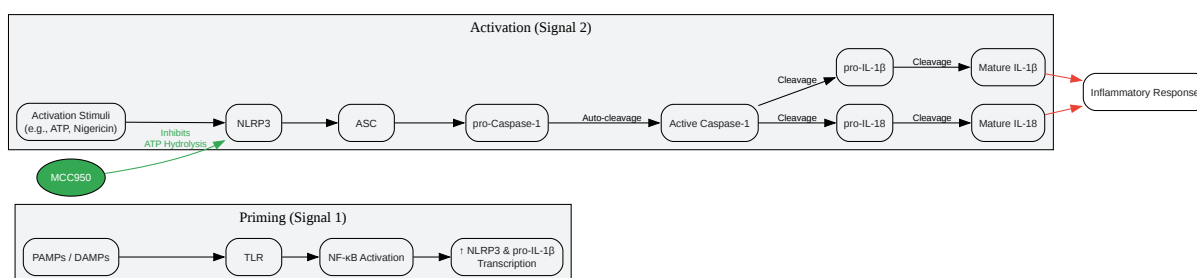 Activation (Signal 2)
pro-IL-1β
Cleavage
Mature IL-1β
Cleavage
Inflammatory Response
Activation Stimuli
(e.g., ATP, Nigericin)
NLRP3
ASC
pro-Caspase-1
Auto-cleavage
Active Caspase-1
Cleavage
pro-IL-18
Cleavage
Mature IL-18
Inhibits
ATP Hydrolysis
MCC950
Priming (Signal 1)
PAMPs / DAMPs
TLR
NF-κB Activation
↑ NLRP3 & pro-IL-1β
Transcription